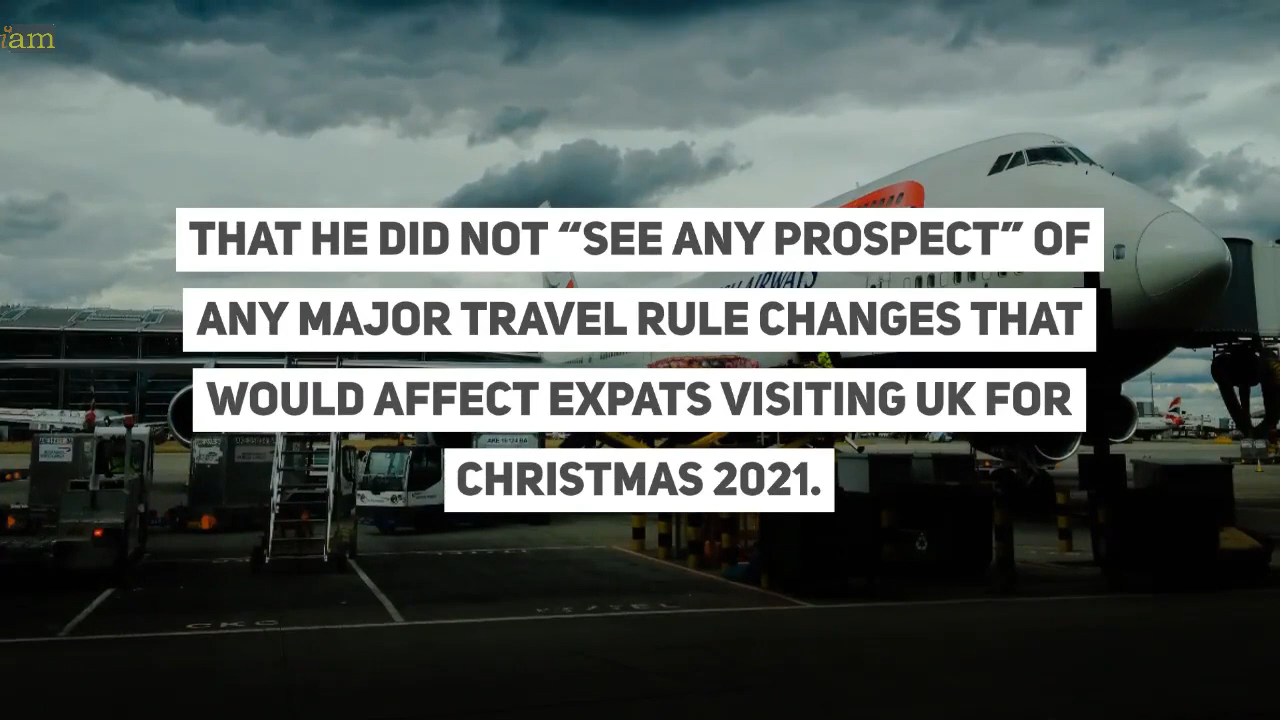 iam
THAT HE DID NOT “SEE ANY PROSPECT” OF
ANY MAJOR TRAVEL RULE CHANGES THAT
WOULD AFFECT EXPATS VISITING UK FOR
CHRISTMAS 2021.
AIRWAYS